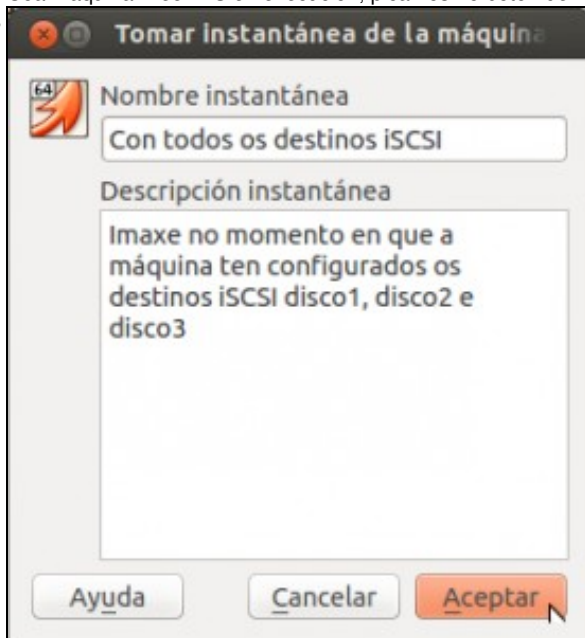 Tomar instantánea de la máquina
64
Nombre instantánea
Con todos os destinos iSCSI
Descripción instantánea
Imaxe no momento en que a
máquina ten configurados os
destinos iSCSI disco1, disco2 e
disco3
Ayuda
Cancelar
Aceptar